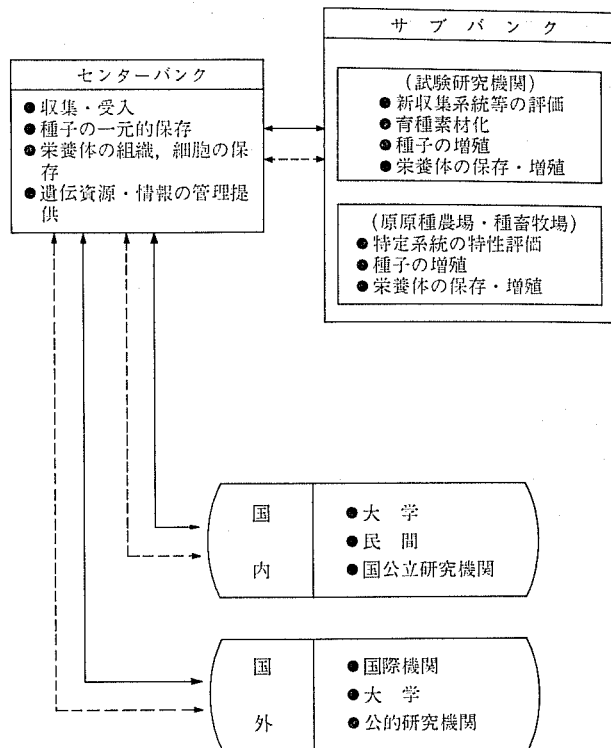 サブバンク
センターバンク
●収集・受入
●種子の一元的保存
●栄養体の組織，細胞の保
存
●遺伝資源・情報の管理提
供
(試験研究機関)
●新収集系統等の評価
●育種素材化
●種子の増殖
●栄養体の保存・増殖
(原原種農場・種畜牧場)
●特定系統の特性評価
●種子の増殖
●栄養体の保存・増殖
国内
●大 学
●民 間
●国公立研究機関
国外
●国際機関
●大 学
●公的研究機関